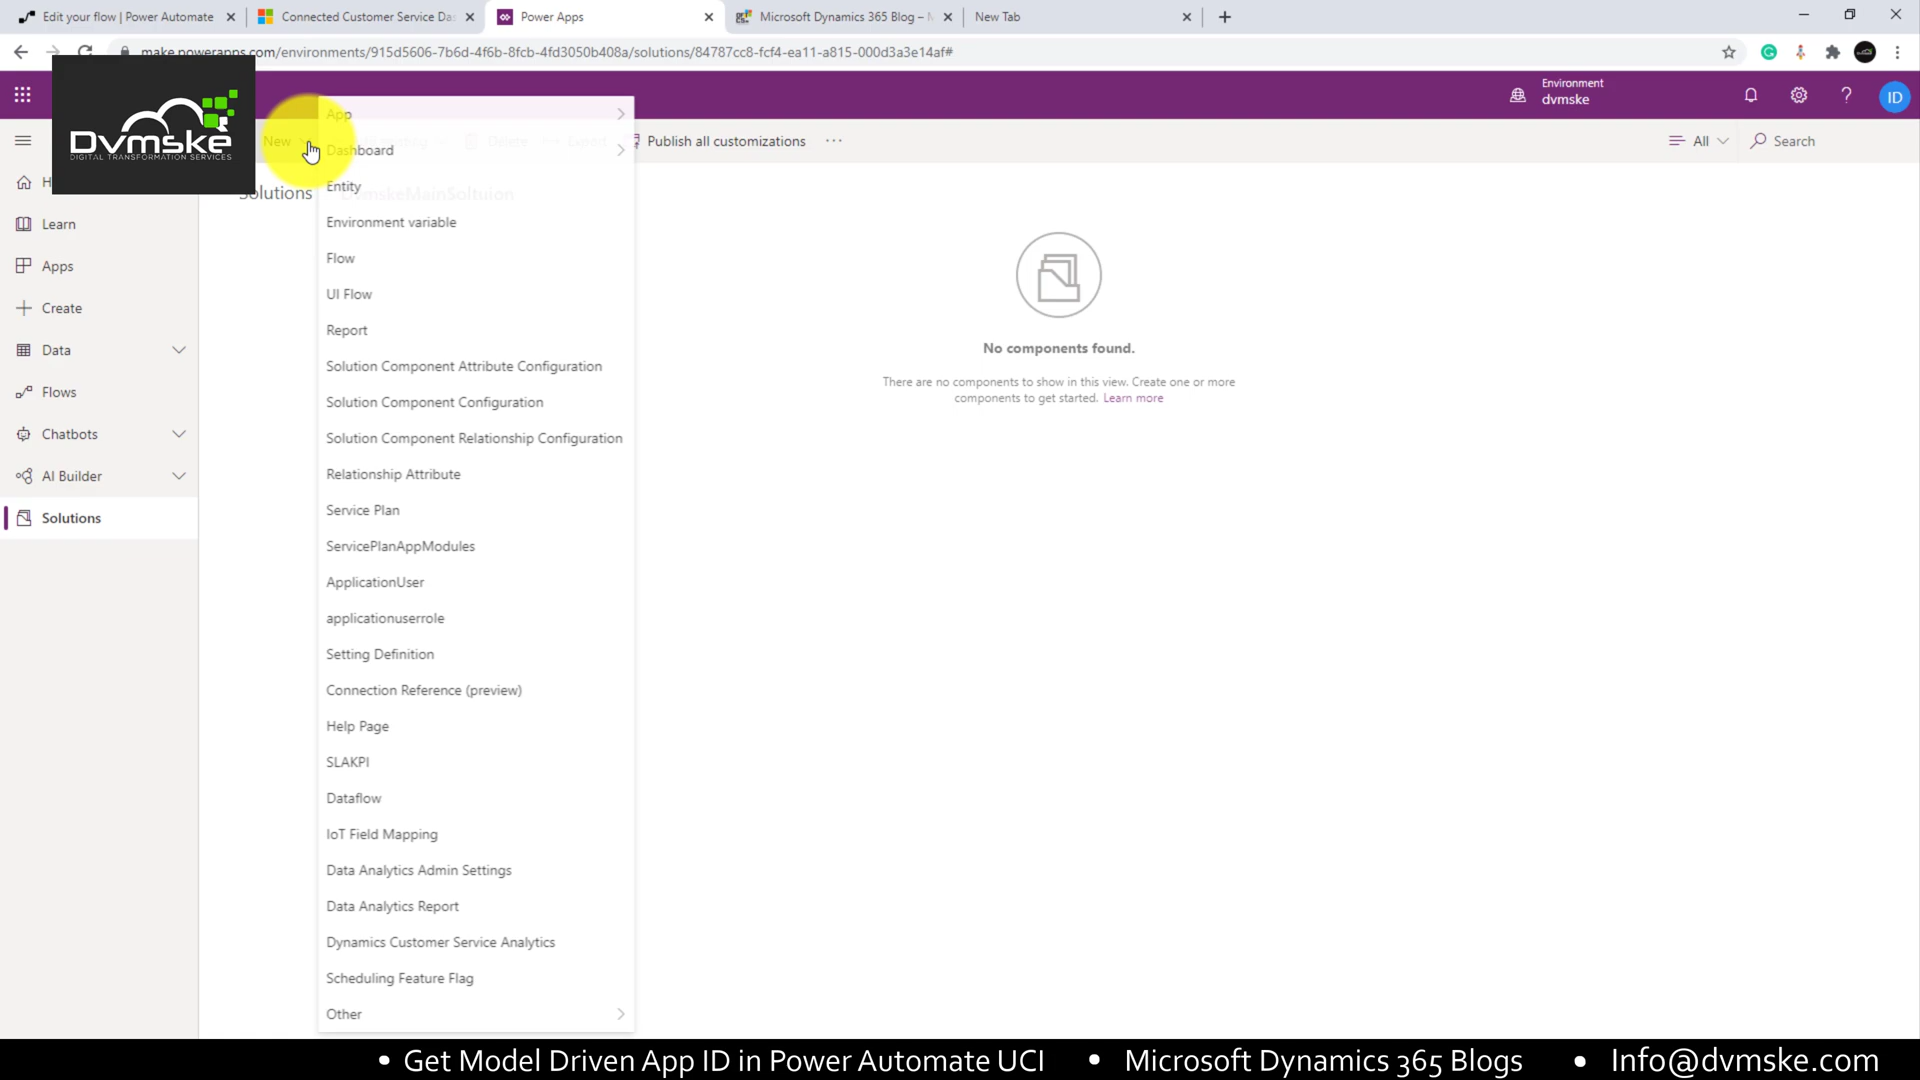 Edit your flow | Power Automate
Connected Customer Service Da
Power Apps
Microsoft Dynamics 365 Blog –
New Tab
make.powerapps.com/environments/915d5606-7b6d-4f6b-8fcb-4fd3050b408a/solutions/84787cc8-fcf4-ea11-a815-000d3a3e14af#
Environment
dvmske
ID
Dvmske
DIGITAL TRANSFORMATION SERVICES
New
Delete
Export
Publish all customizations
All
Search
Solutions
DvmskeMainSoltuion
H
Learn
Apps
Create
Data
Flows
Chatbots
AI Builder
Solutions
App
Dashboard
Entity
Environment variable
Flow
UI Flow
Report
Solution Component Attribute Configuration
Solution Component Configuration
Solution Component Relationship Configuration
Relationship Attribute
Service Plan
ServicePlanAppModules
ApplicationUser
applicationuserrole
Setting Definition
Connection Reference (preview)
Help Page
SLAKPI
Dataflow
IoT Field Mapping
Data Analytics Admin Settings
Data Analytics Report
Dynamics Customer Service Analytics
Scheduling Feature Flag
Other
No components found.
There are no components to show in this view. Create one or more
components to get started. Learn more
• Get Model Driven App ID in Power Automate UCI • Microsoft Dynamics 365 Blogs • Info@dvmske.com